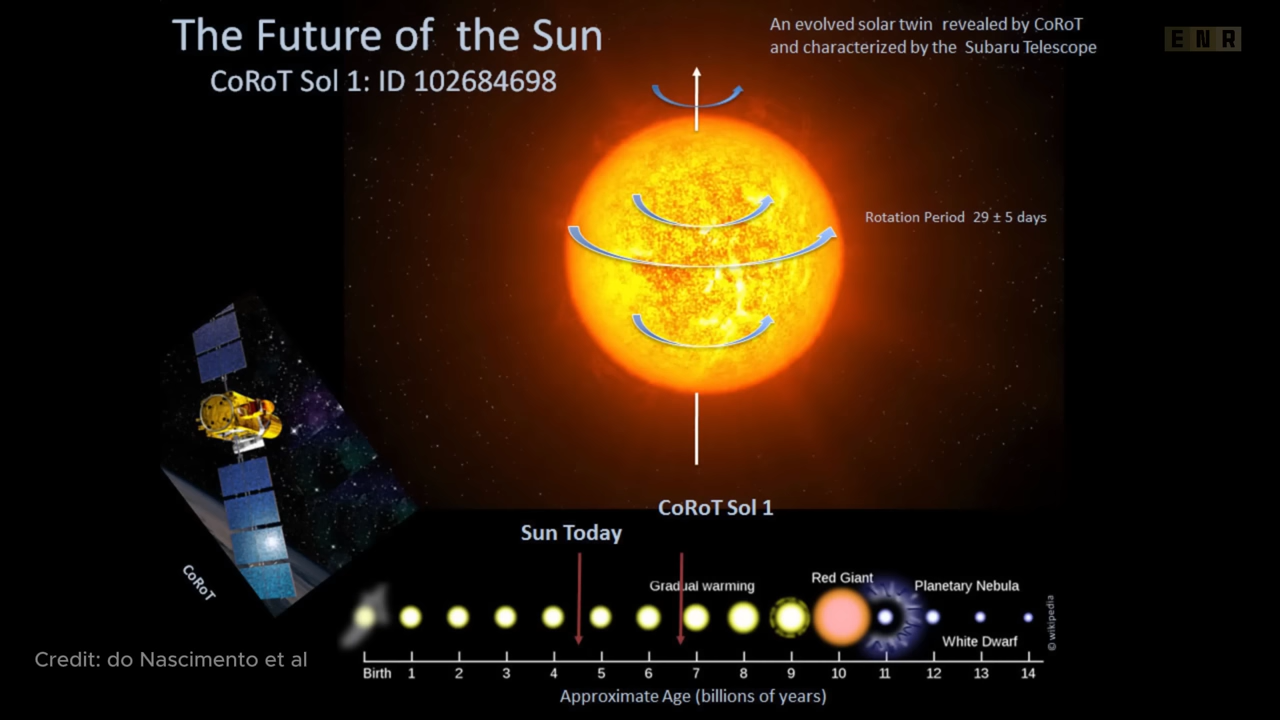 The Future of the Sun
CoRoT Sol 1: ID 102684698
An evolved solar twin revealed by CoRoT
and characterized by the Subaru Telescope
ENR
Rotation Period 29 ± 5 days
CoRoT
CoRoT Sol 1
Sun Today
Gradual warming
Red Giant
Planetary Nebula
White Dwarf
© wikipedia
Birth 1 2 3 4 5 6 7 8 9 10 11 12 13 14
Approximate Age (billions of years)
Credit: do Nascimento et al